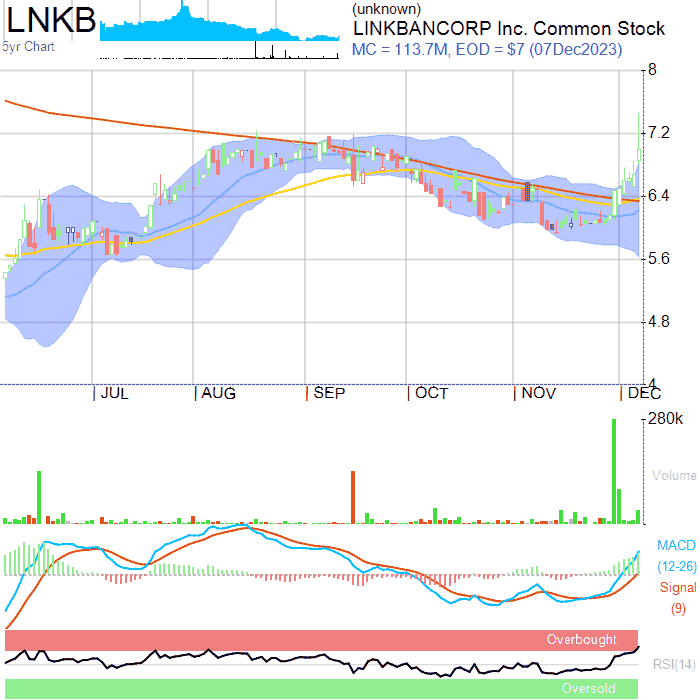 LNKB
5yr Chart
(unknown)
LINKBANCORP Inc. Common Stock
MC = 113.7M, EOD = $7 (07Dec2023)
8
7.2
6.4
5.6
4.8
4
JUL
AUG
SEP
OCT
NOV
DEC
280k
Volume
MACD
(12-26)
Signal
(9)
Overbought
RSI(14)
Oversold